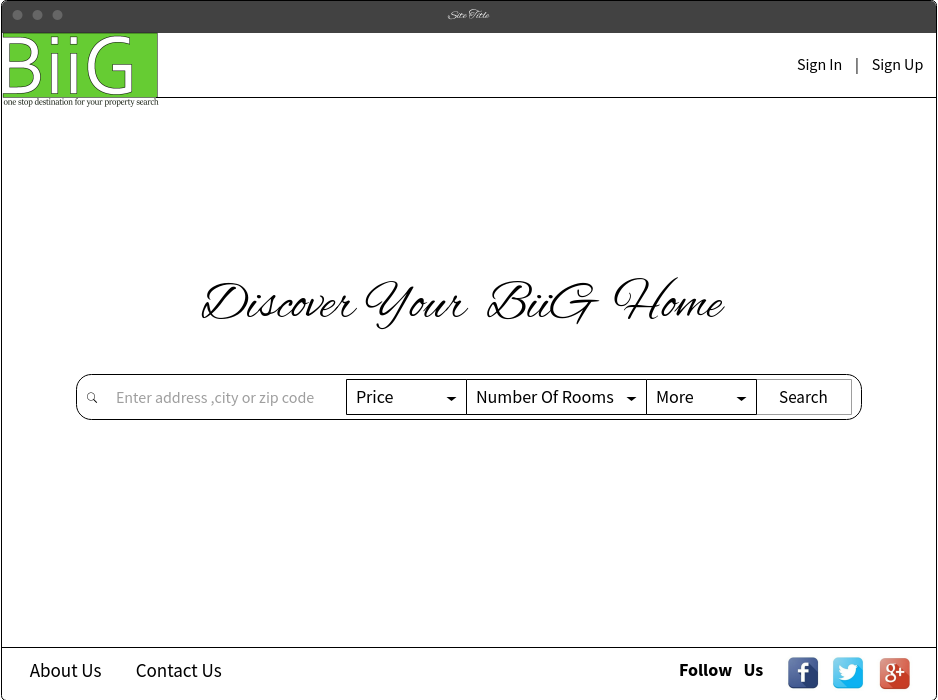 Site Title
BiiG
one stop destination for your property search
Sign In | Sign Up
Discover Your BiiG Home
Enter address ,city or zip code Price Number Of Rooms More Search
About Us Contact Us Follow Us f g+